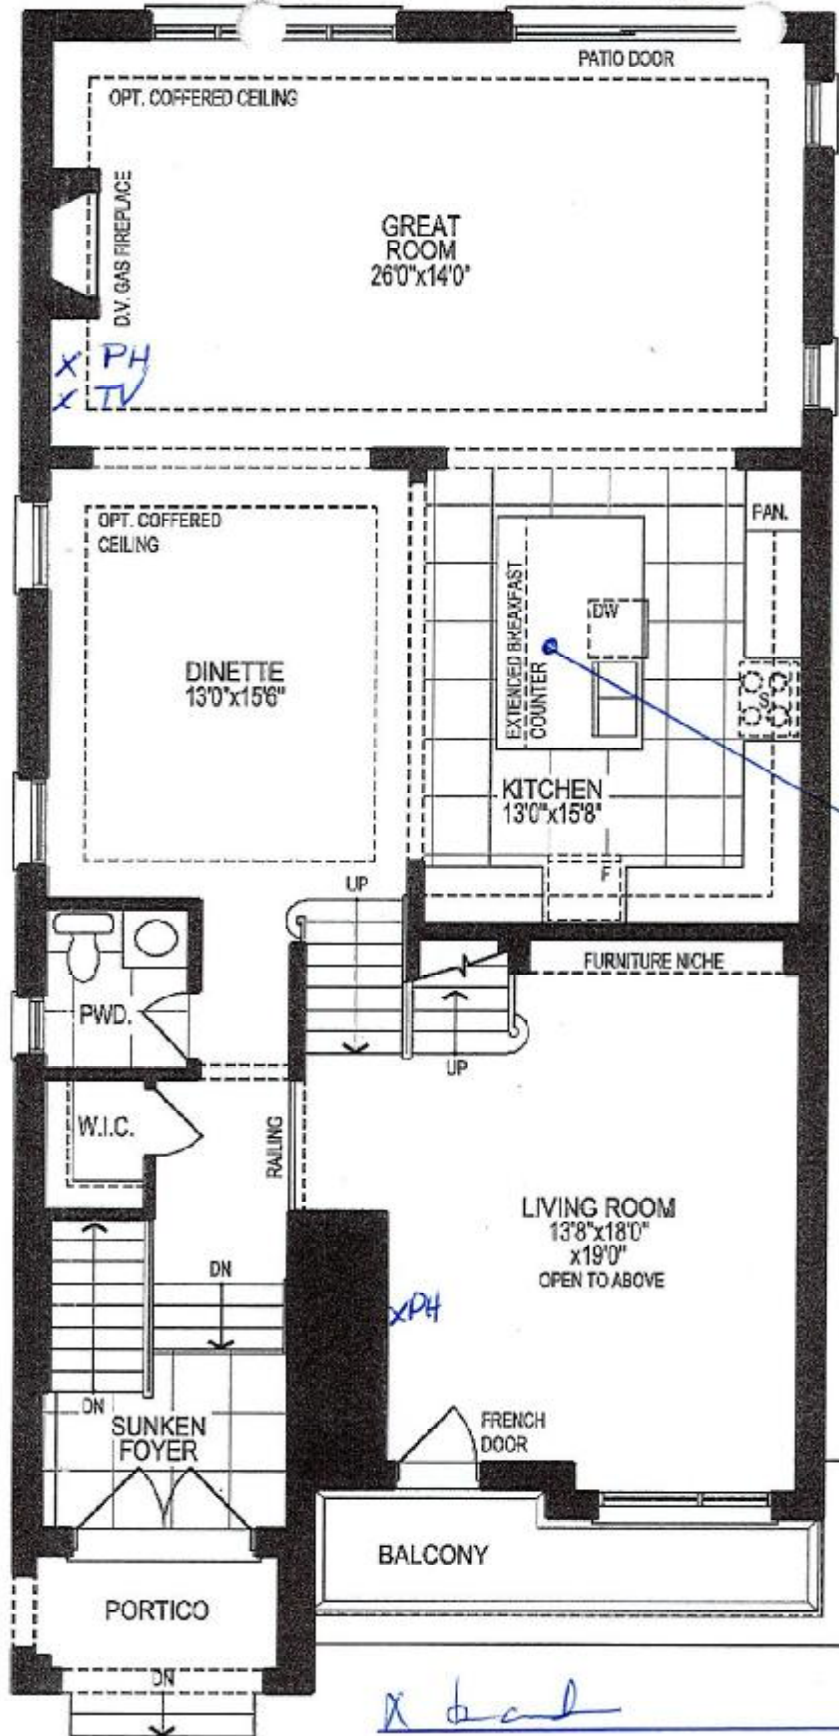 PATIO DOOR
OPT. COFFERED CEILING
D.V. GAS FIREPLACE
GREAT
ROOM
26'0"x14'0"
X PH
X TV
OPT. COFFERED
CEILING
PAN.
EXTENDED BREAKFAST
COUNTER
DW
DINETTE
13'0"x15'6"
S
KITCHEN
13'0"x15'8"
F
UP
FURNITURE NICHE
PWD.
UP
W.I.C.
RAILING
LIVING ROOM
13'8"x18'0"
x19'0"
OPEN TO ABOVE
DN
xPH
DN
SUNKEN
FOYER
FRENCH
DOOR
BALCONY
PORTICO
DN
X